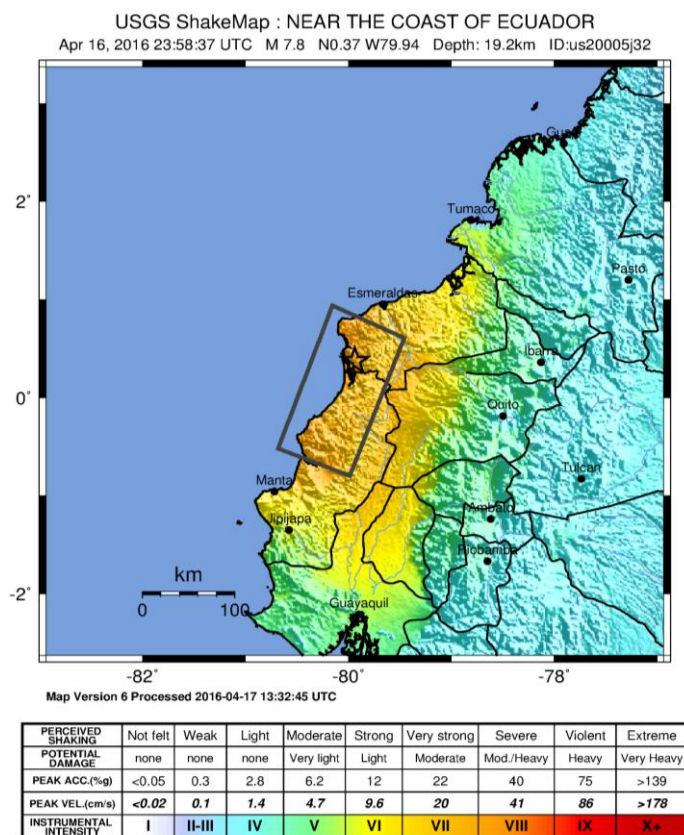 USGS ShakeMap : NEAR THE COAST OF ECUADOR
Apr 16, 2016 23:58:37 UTC M 7.8 N0.37 W79.94 Depth: 19.2km ID:us20005j32
2°
Tumaco
Pasto
Esmeraldas
Ibarra
0°
Quito
Manta
Tulcan
Jipijapa
Ambato
Riobamba
km
0 100
-2°
Guayaquil
-82° -80° -78°
Map Version 6 Processed 2016-04-17 13:32:45 UTC
PERCEIVED SHAKING Not felt Weak Light Moderate Strong Very strong Severe Violent Extreme
POTENTIAL DAMAGE none none none Very light Light Moderate Mod./Heavy Heavy Very Heavy
PEAK ACC.(%g) <0.05 0.3 2.8 6.2 12 22 40 75 >139
PEAK VEL.(cm/s) <0.02 0.1 1.4 4.7 9.6 20 41 86 >178
INSTRUMENTAL INTENSITY I II-III IV V VI VII VIII IX X+